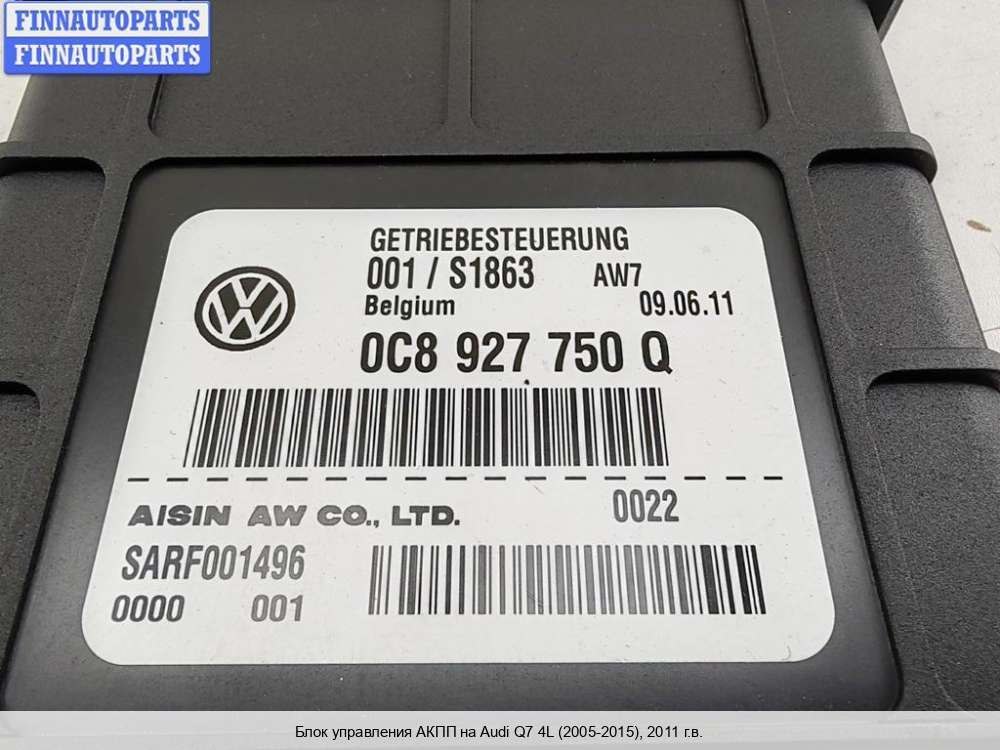 FINNAUTOPARTS
FINNAUTOPARTS
GETRIEBESTEUERUNG
001 / S1863 AW7
Belgium 09.06.11
0C8 927 750 Q
AISIN AW CO., LTD. 0022
SARF001496
0000 001
Блок управления АКПП на Audi Q7 4L (2005-2015), 2011 г.в.